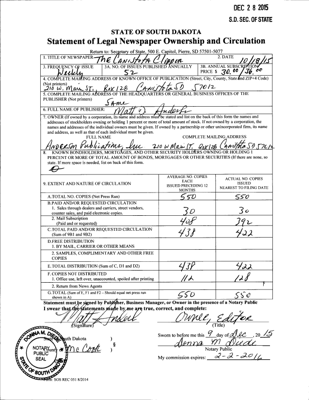 DEC 28 2015
S.D. SEC. OF STATE
STATE OF SOUTH DAKOTA
Statement of Legal Newspaper Ownership and Circulation
Return to: Secretary of State, 500 E. Capitol, Pierre, SD 57501-5077
1. TITLE OF NEWSPAPER The Canistota Clipper
2. DATE 10/8/15
3. FREQUENCY OF ISSUE Weekly
3A. NO. OF ISSUES PUBLISHED ANNUALLY 52
3B. ANNUAL SUBSCRIPTION PRICE $ 30.00/36.00
4. COMPLETE MAILING ADDRESS OF KNOWN OFFICE OF PUBLICATION (Street, City, County, State and ZIP+4 Code)
(Not printers)
210 W. Main St. Box 128 Canistota SD 57012
5. COMPLETE MAILING ADDRESS OF THE HEADQUARTERS OR GENERAL BUSINESS OFFICES OF THE
PUBLISHER (Not printers)
Same
6. FULL NAME OF PUBLISHER: Matt Anderson
7. OWNER (If owned by a corporation, its name and address must be stated and list on the back of this form the names and
addresses of stockholders owning or holding 1 percent or more of total amount of stock. If not owned by a corporation, the
names and addresses of the individual owners must be given. If owned by a partnership or other unincorporated firm, its name
and address, as well as that of each individual must be given.
FULL NAME
COMPLETE MAILING ADDRESS
Anderson Publications, Inc 210 W Main St. Box 128 Canistota SD 57012
8. KNOWN BONDHOLDERS, MORTGAGES, AND OTHER SECURITY HOLDERS OWNING OR HOLDING 1
PERCENT OR MORE OF TOTAL AMOUNT OF BONDS, MORTGAGES OR OTHER SECURITIES (If there are none, so
state. If more space is needed, list on back of this form.
9. EXTENT AND NATURE OF CIRCULATION
AVERAGE NO. COPIES EACH ISSUED PRECEDING 12 MONTHS
ACTUAL NO. COPIES ISSUED NEAREST TO FILING DATE
A. TOTAL NO. COPIES (Net Press Run) 550 550
B. PAID AND/OR REQUESTED CIRCULATION
1. Sales through dealers and carriers, street vendors,
counter sales, and paid electronic copies. 30 30
2. Mail Subscription
(Paid and/or requested) 408 392
C. TOTAL PAID AND/OR REQUESTED CIRCULATION
(Sum of 9B1 and 9B2) 438 422
D. FREE DISTRIBUTION
1. BY MAIL, CARRIER OR OTHER MEANS
2. SAMPLES, COMPLIMENTARY AND OTHER FREE
COPIES
E. TOTAL DISTRIBUTION (Sum of C, D1 and D2) 438 422
F. COPIES NOT DISTRIBUTED
1. Office use, left over, unaccounted, spoiled after printing 112 128
2. Return from News Agents
G. TOTAL (Sum of E, F1 and F2 - Should equal net press run
shown in A) 550 550
Statement must be signed by Publisher, Business Manager, or Owner in the presence of a Notary Public
I swear that the statements made by me are true, correct, and complete:
Owner, Editor
(Signature) (Title)
South Dakota
McCook
Sworn to before me this 9 day of Dec 20 15
Donna M
Notary Public
My commission expires: 2-2-2016
DONNA M.
NOTARY
PUBLIC
SEAL
STATE OF SOUTH DAKOTA
SDS REC 051 8/2014